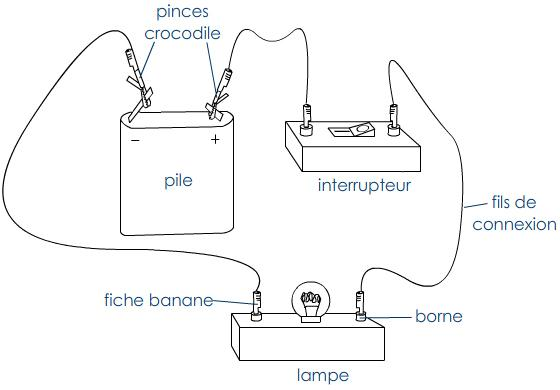 pinces
crocodile
− +
pile
interrupteur
fils de
connexion
fiche banane
borne
lampe